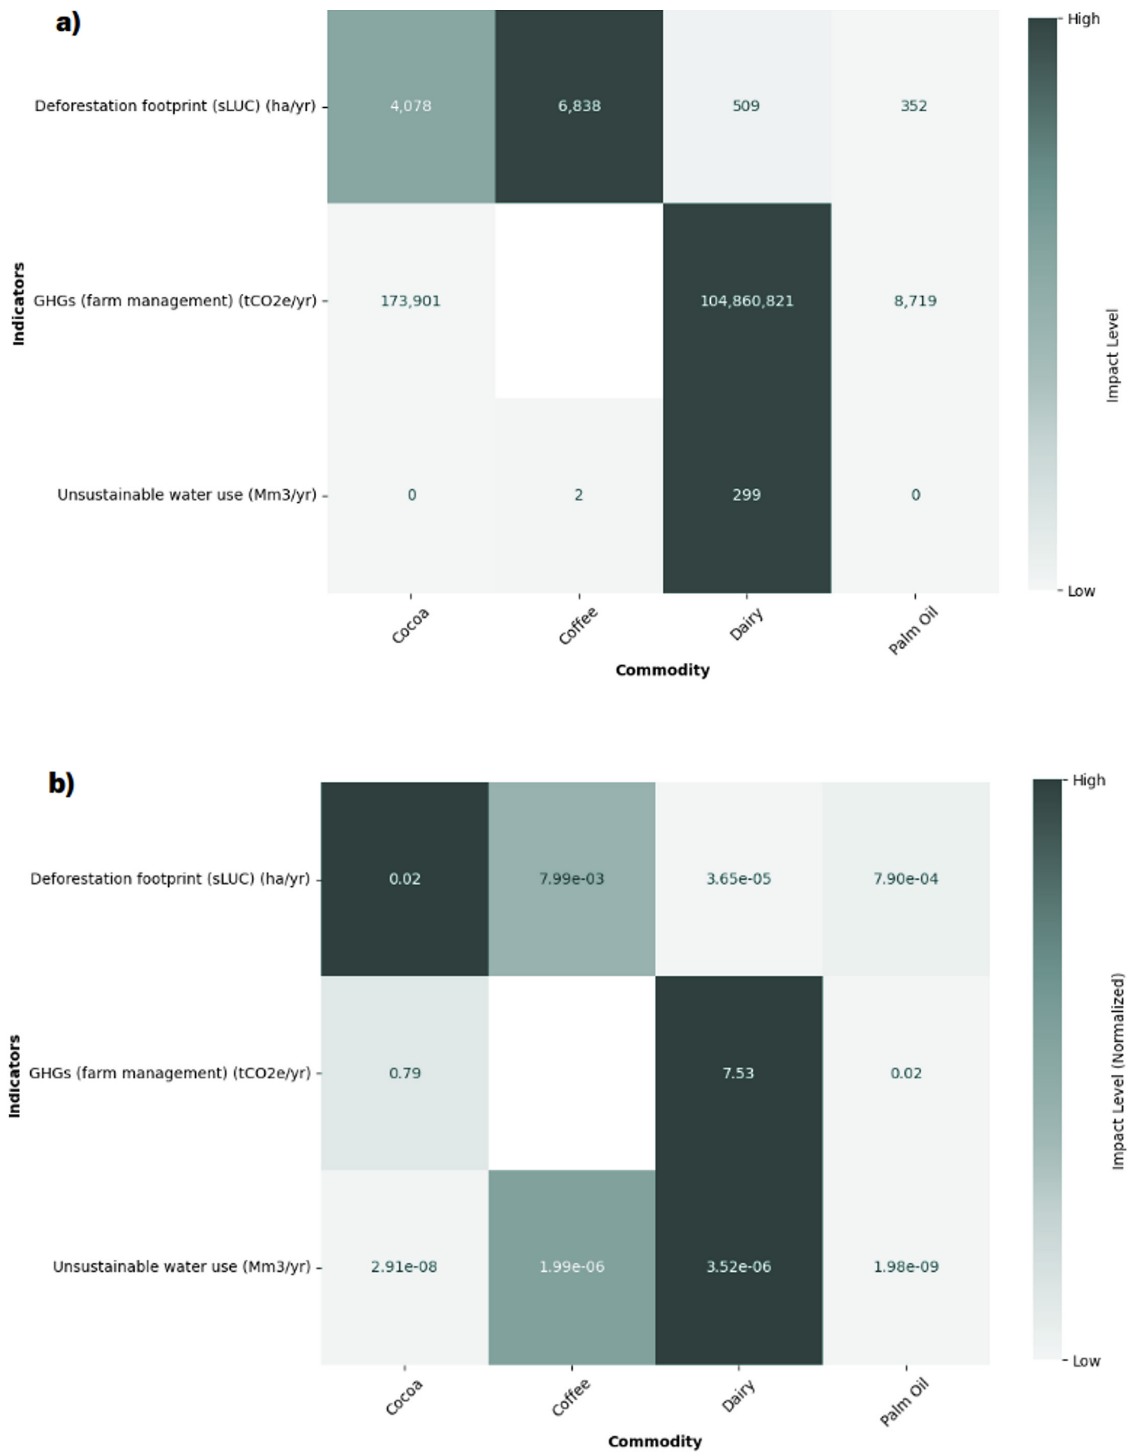 a)
High
Deforestation footprint (sLUC) (ha/yr)
4,078
6,838
509
352
Indicators
GHGs (farm management) (tCO2e/yr)
173,901
104,860,821
8,719
Impact Level
Unsustainable water use (Mm3/yr)
0
2
299
0
Low
Cocoa
Coffee
Dairy
Palm Oil
Commodity
b)
High
Deforestation footprint (sLUC) (ha/yr)
0.02
7.99e-03
3.65e-05
7.90e-04
Indicators
GHGs (farm management) (tCO2e/yr)
0.79
7.53
0.02
Impact Level (Normalized)
Unsustainable water use (Mm3/yr)
2.91e-08
1.99e-06
3.52e-06
1.98e-09
Low
Cocoa
Coffee
Dairy
Palm Oil
Commodity